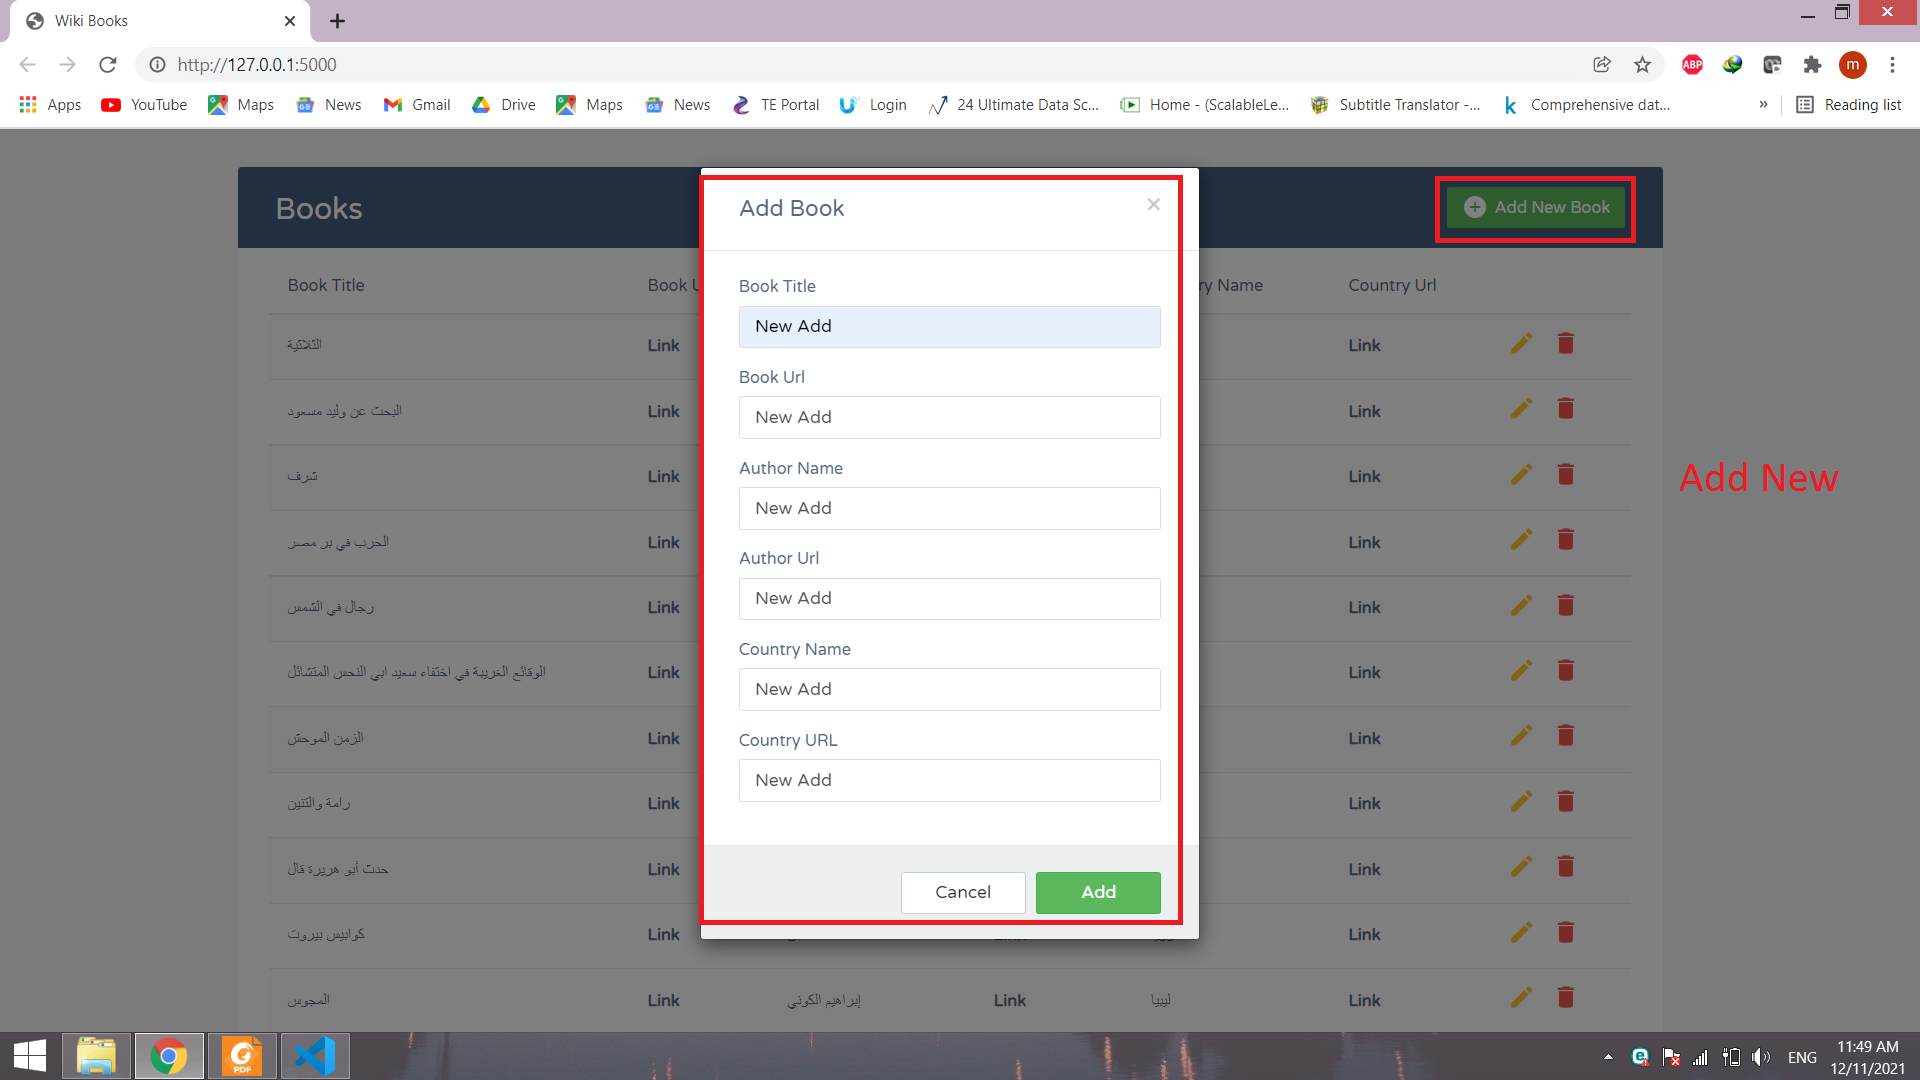 Wiki Books
http://127.0.0.1:5000
ABP
m
Apps YouTube Maps News Gmail Drive Maps News TE Portal Login 24 Ultimate Data Sc... Home - (ScalableLe... Subtitle Translator -... Comprehensive dat... » Reading list
Books
Add New Book
Add Book
×
Book Title Book U ry Name Country Url
الثلاثية Link Link
البحث عن وليد مسعود Link Link
شرف Link Link
الحرب في بر مصر Link Link
رجال في الشمس Link Link
الوقائع الغريبة في اختفاء سعيد ابي النحس المتشائل Link Link
الزمن الموحش Link Link
رامة والتنين Link Link
حدث أبو هريرة قال Link Link
كوابيس بيروت Link Link
المجوس Link إبراهيم الكوني Link ليبيا Link
Book Title
New Add
Book Url
New Add
Author Name
New Add
Author Url
New Add
Country Name
New Add
Country URL
New Add
Cancel Add
Add New
PDF
ENG
11:49 AM
12/11/2021